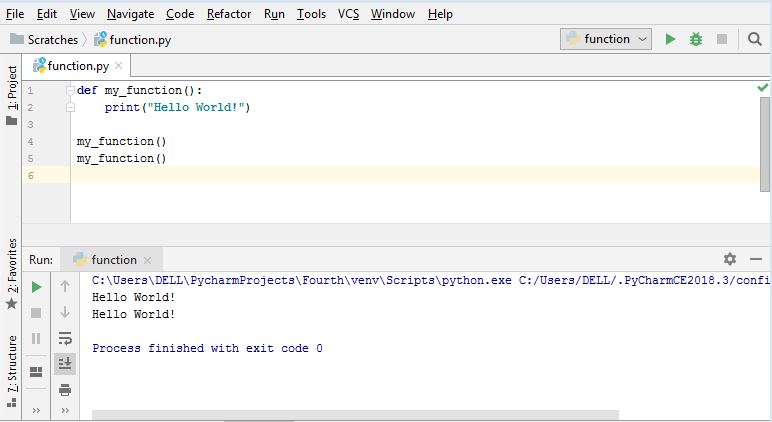 File Edit View Navigate Code Refactor Run Tools VCS Window Help
Scratches function.py function
function.py
1: Project
1 def my_function():
2     print("Hello World!")
3
4 my_function()
5 my_function()
6
2: Favorites
7: Structure
Run: function
C:\Users\DELL\PycharmProjects\Fourth\venv\Scripts\python.exe C:/Users/DELL/.PyCharmCE2018.3/confi
Hello World!
Hello World!
Process finished with exit code 0